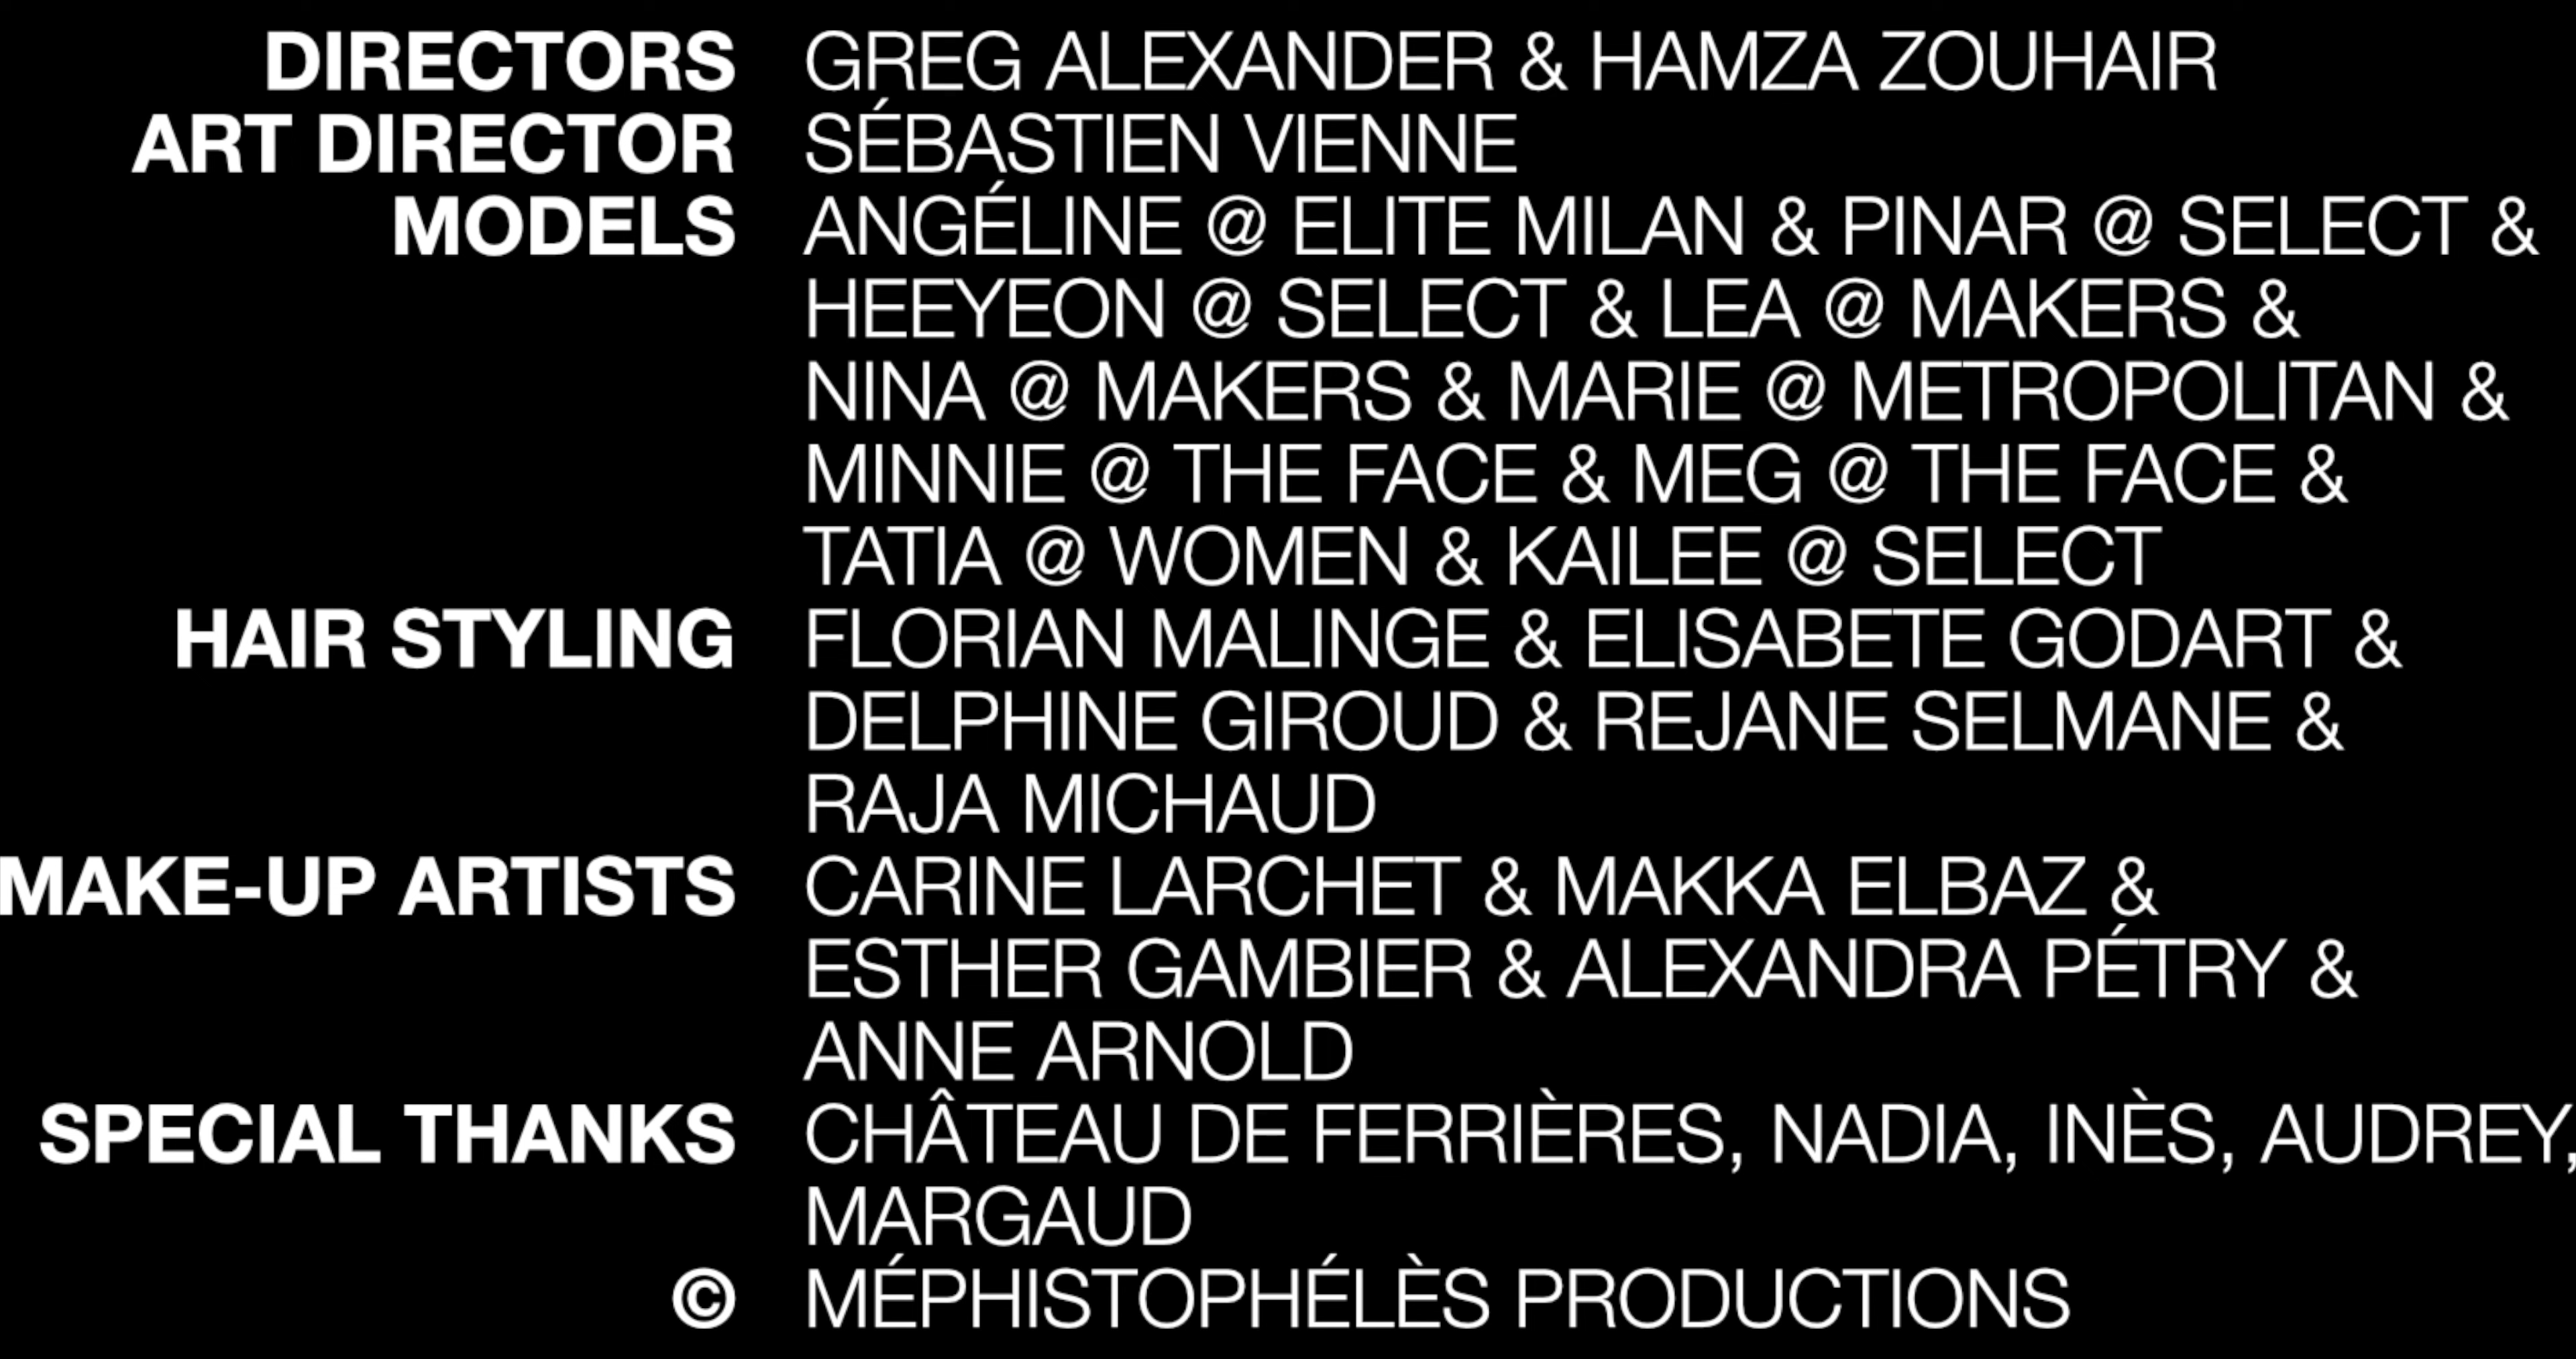 DIRECTORS GREG ALEXANDER & HAMZA ZOUHAIR
ART DIRECTOR SÉBASTIEN VIENNE
MODELS ANGÉLINE @ ELITE MILAN & PINAR @ SELECT &
HEEYEON @ SELECT & LEA @ MAKERS &
NINA @ MAKERS & MARIE @ METROPOLITAN &
MINNIE @ THE FACE & MEG @ THE FACE &
TATIA @ WOMEN & KAILEE @ SELECT
HAIR STYLING FLORIAN MALINGE & ELISABETE GODART &
DELPHINE GIROUD & REJANE SELMANE &
RAJA MICHAUD
MAKE-UP ARTISTS CARINE LARCHET & MAKKA ELBAZ &
ESTHER GAMBIER & ALEXANDRA PÉTRY &
ANNE ARNOLD
SPECIAL THANKS CHÂTEAU DE FERRIÈRES, NADIA, INÈS, AUDREY,
MARGAUD
© MÉPHISTOPHÉLÈS PRODUCTIONS